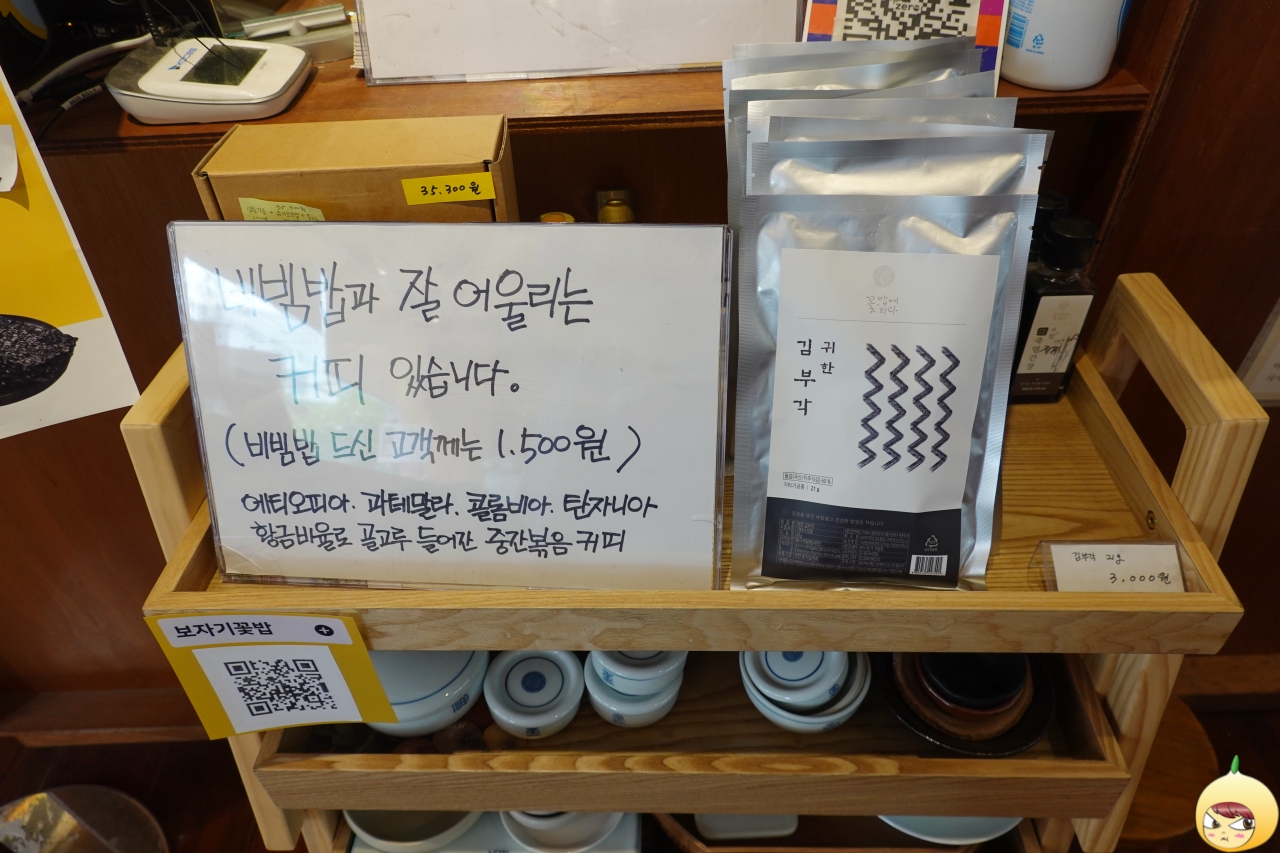 zero
35.300원
비빔밥과 잘 어울리는
커피 있습니다.
(비빔밥 드신 고객께는 1.500원)
에티오피아. 과테말라. 콜롬비아. 탄자니아
황금비율로 골고루 들어간 중간볶음 커피
꽃밥에
피다
귀한
김부각
김부각
3,000원
보자기꽃밥